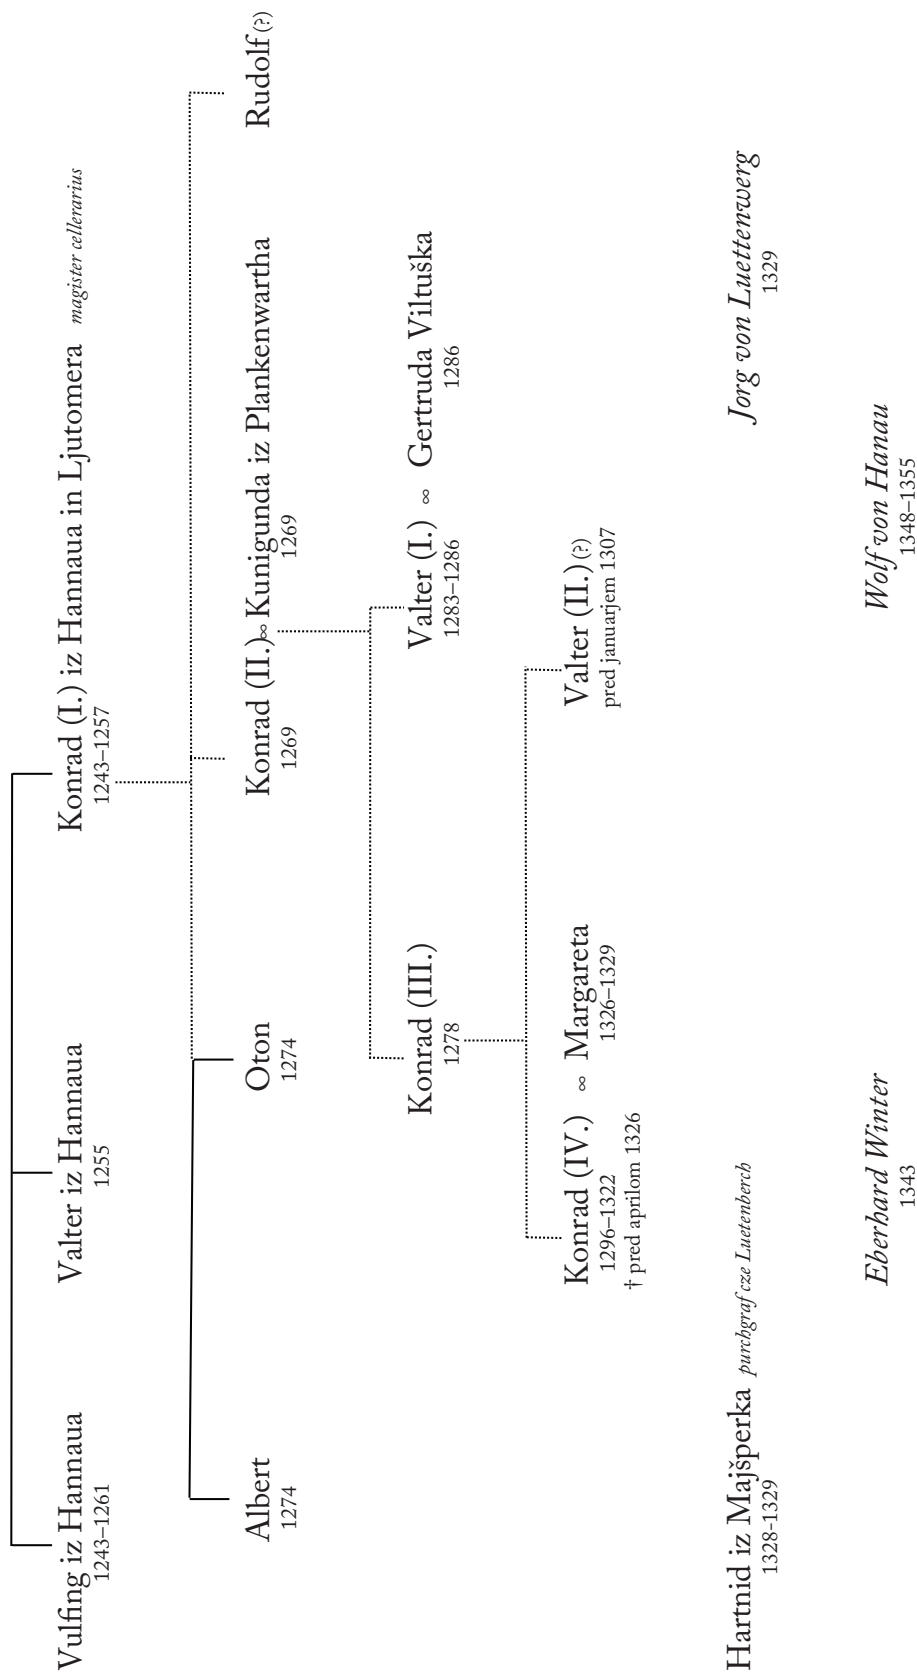 Vulfing iz Hannaua
1243–1261
Valter iz Hannaua
1255
Konrad (I.) iz Hannaua in Ljutomera magister cellerarius
1243–1257
Albert
1274
Oton
1274
Konrad (II.) ∞ Kunigunda iz Plankenwartha
1269
1269
Rudolf (?)
Konrad (III.)
1278
Valter (I.) ∞ Gertruda Viltuška
1283–1286
1286
Konrad (IV.) ∞ Margareta
1296–1322
1326–1329
† pred aprilom 1326
Valter (II.) (?)
pred januarjem 1307
Hartnid iz Majšperka purchgraf cze Luetenberch
1328-1329
Jorg von Luettenwerg
1329
Eberhard Winter
1343
Wolf von Hanau
1348–1355